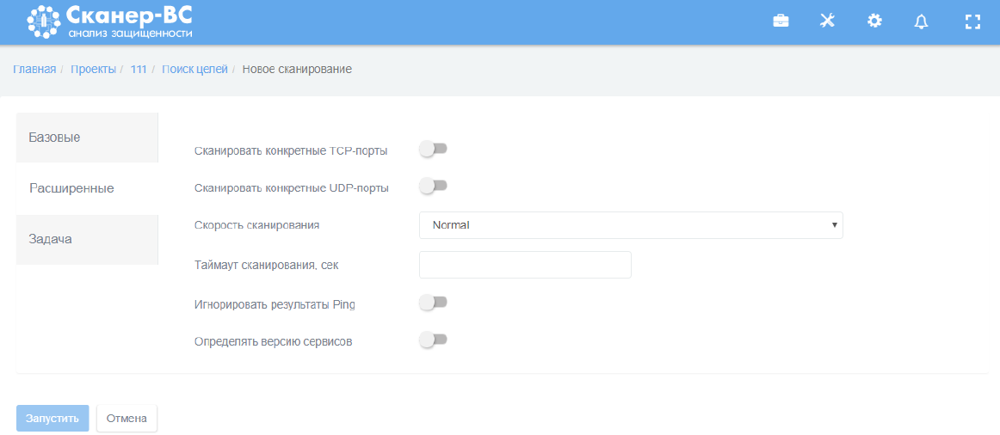 Сканер-ВС
анализ защищенности
Главная / Проекты / 111 / Поиск целей / Новое сканирование
Базовые
Расширенные
Задача
Сканировать конкретные TCP-порты
Сканировать конкретные UDP-порты
Скорость сканирования Normal
Таймаут сканирования, сек
Игнорировать результаты Ping
Определять версию сервисов
Запустить Отмена